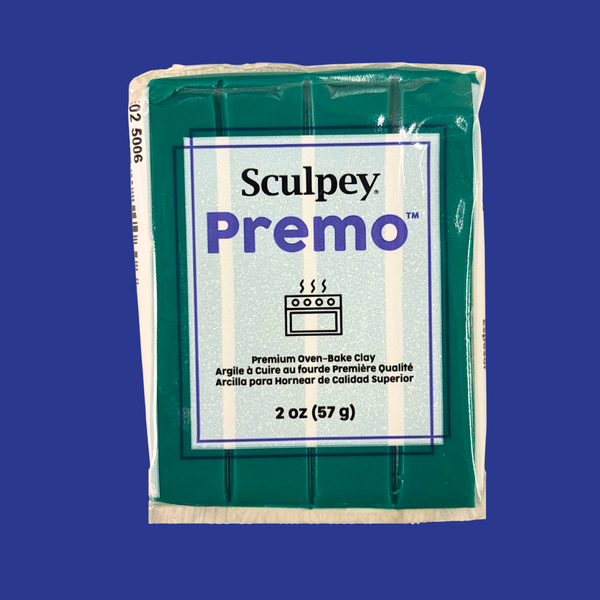 02 5006
Sculpey®
Premo™
Premium Oven-Bake Clay
Argile à Cuire au fourde Première Qualité
Arcilla para Hornear de Calidad Superior
2 oz (57 g)